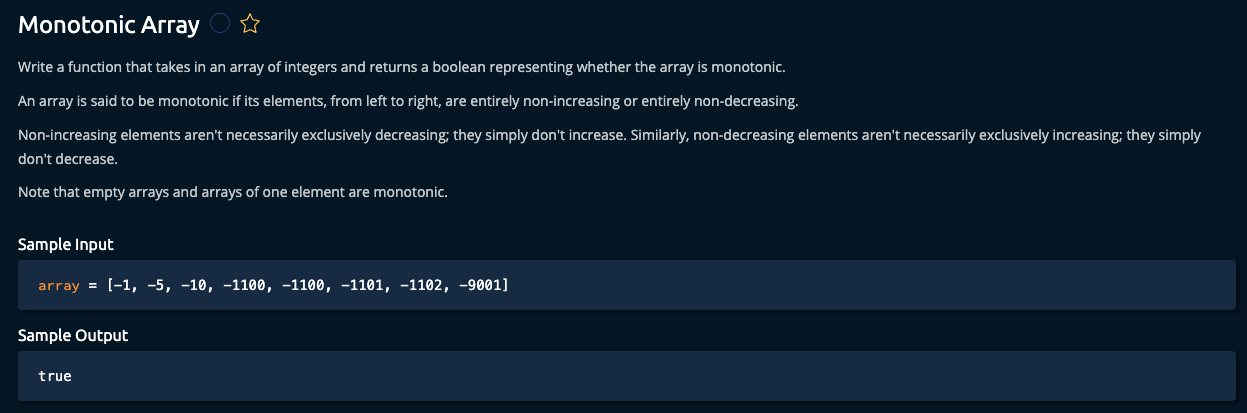 Monotonic Array
Write a function that takes in an array of integers and returns a boolean representing whether the array is monotonic.
An array is said to be monotonic if its elements, from left to right, are entirely non-increasing or entirely non-decreasing.
Non-increasing elements aren't necessarily exclusively decreasing; they simply don't increase. Similarly, non-decreasing elements aren't necessarily exclusively increasing; they simply
don't decrease.
Note that empty arrays and arrays of one element are monotonic.
Sample Input
array = [-1, -5, -10, -1100, -1100, -1101, -1102, -9001]
Sample Output
true